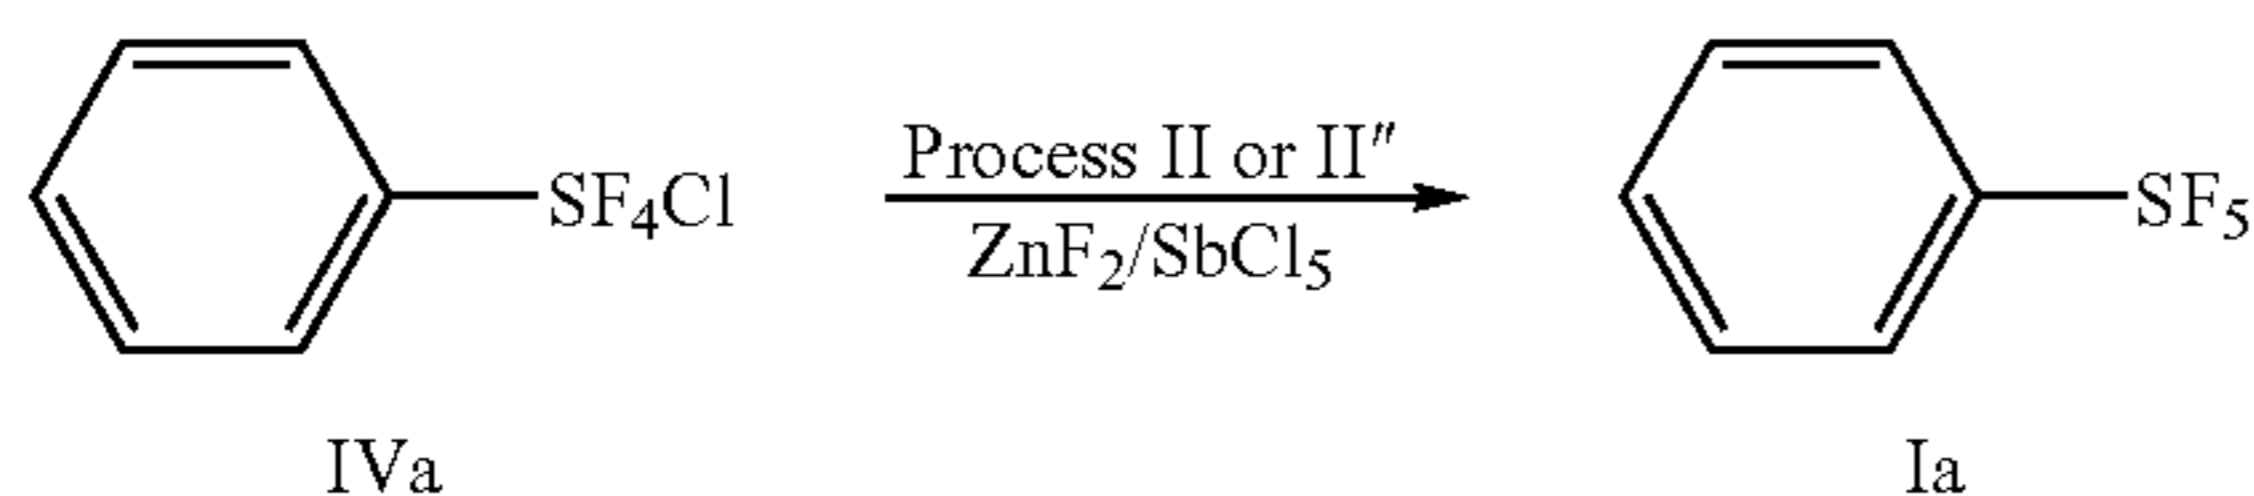 Process II or II″
SF₄Cl
SF₅
ZnF₂/SbCl₅
IVa
Ia